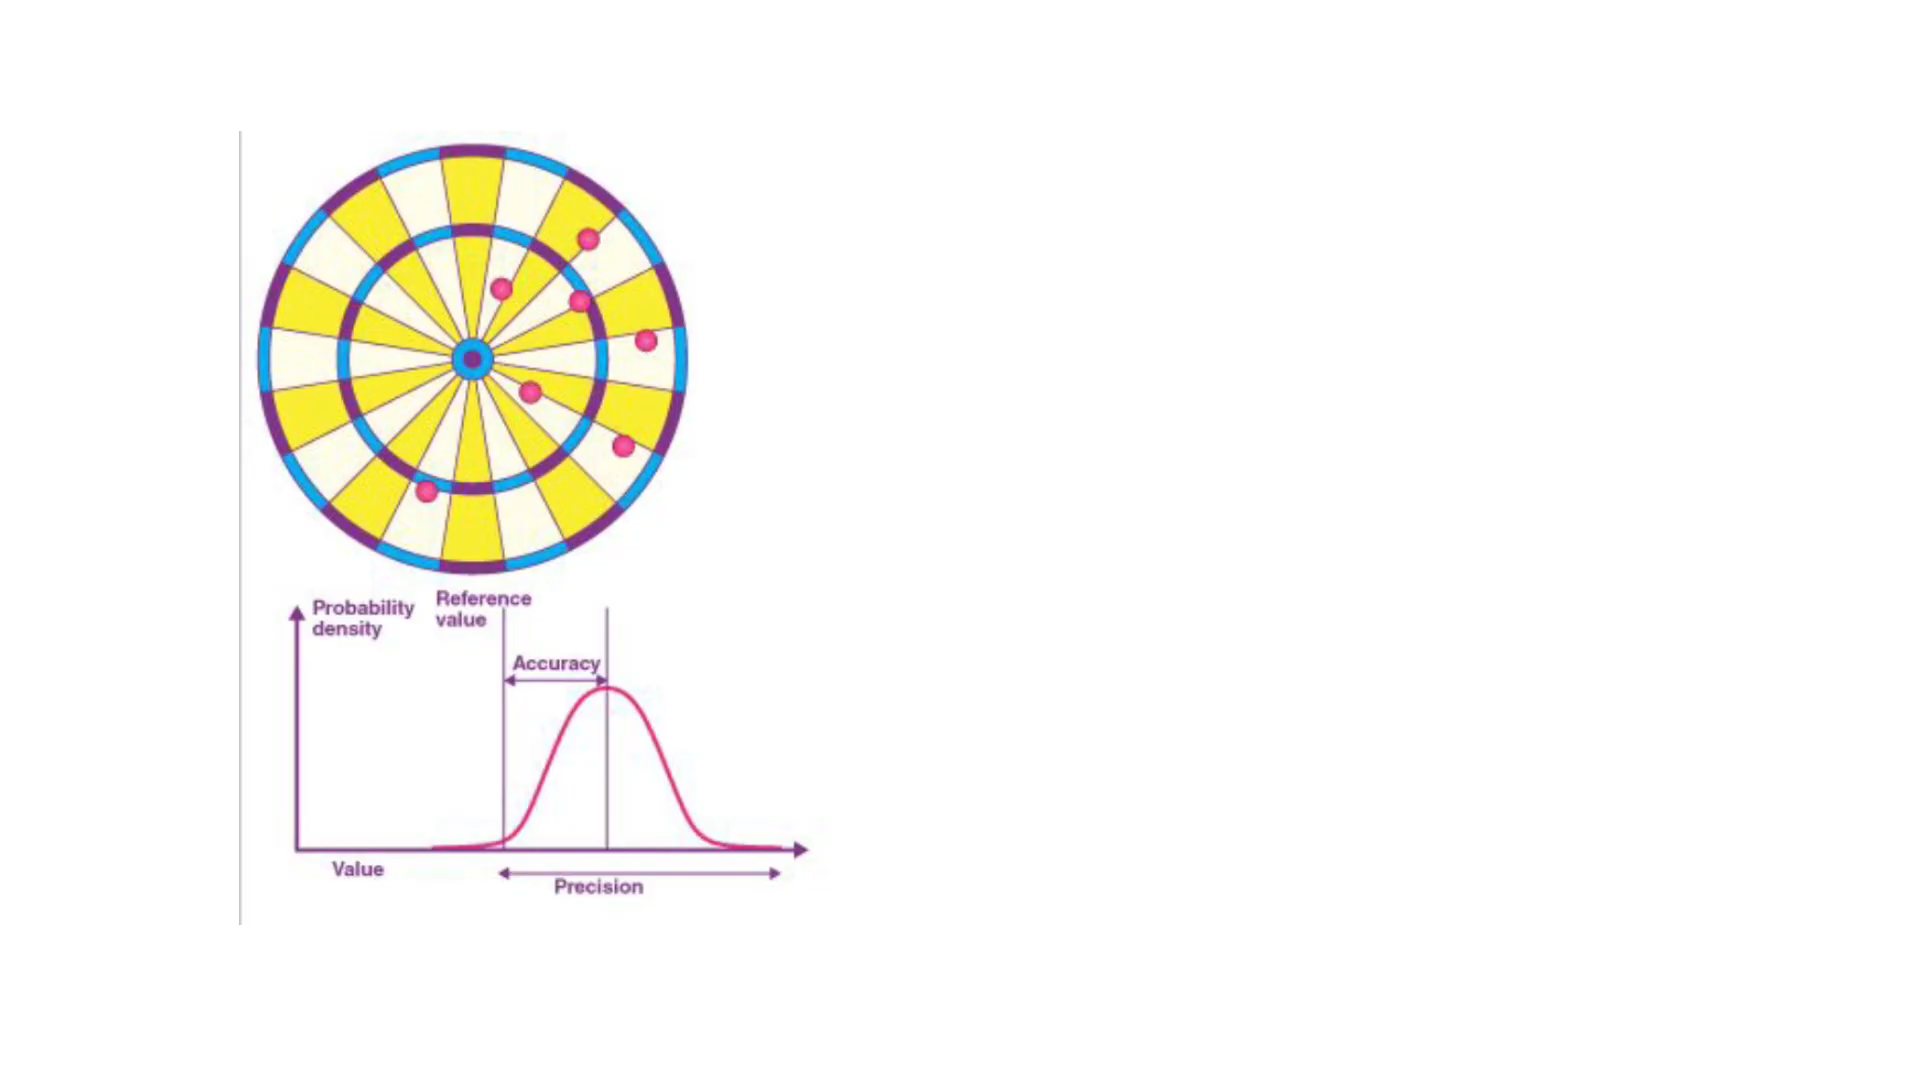 Probability
density
Reference
value
Accuracy
Value
Precision